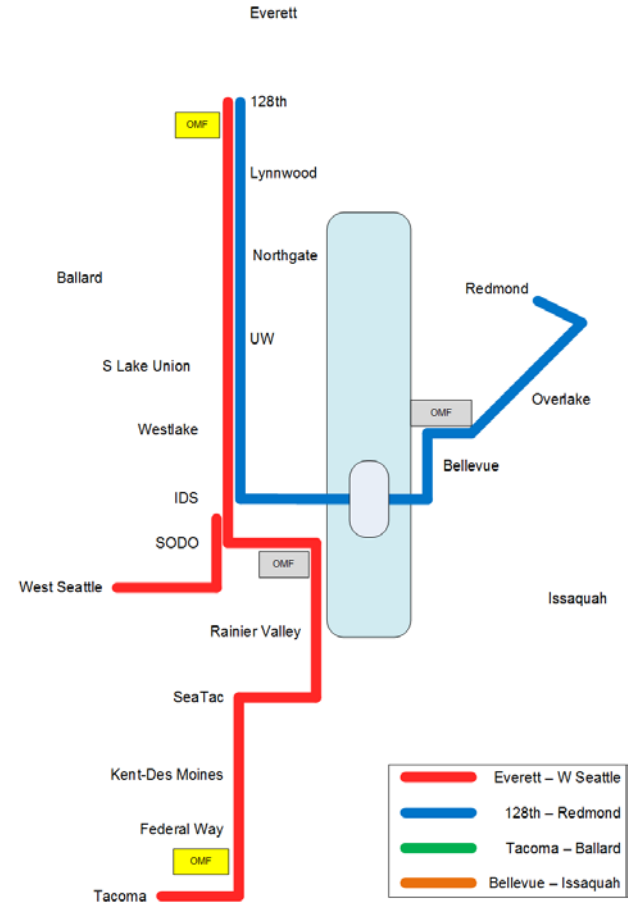 Everett
128th
OMF
Lynnwood
Northgate
Ballard
Redmond
UW
S Lake Union
Overlake
OMF
Westlake
Bellevue
IDS
SODO
OMF
West Seattle
Issaquah
Rainier Valley
SeaTac
Kent-Des Moines
Everett – W Seattle
128th – Redmond
Federal Way
Tacoma – Ballard
OMF
Bellevue – Issaquah
Tacoma